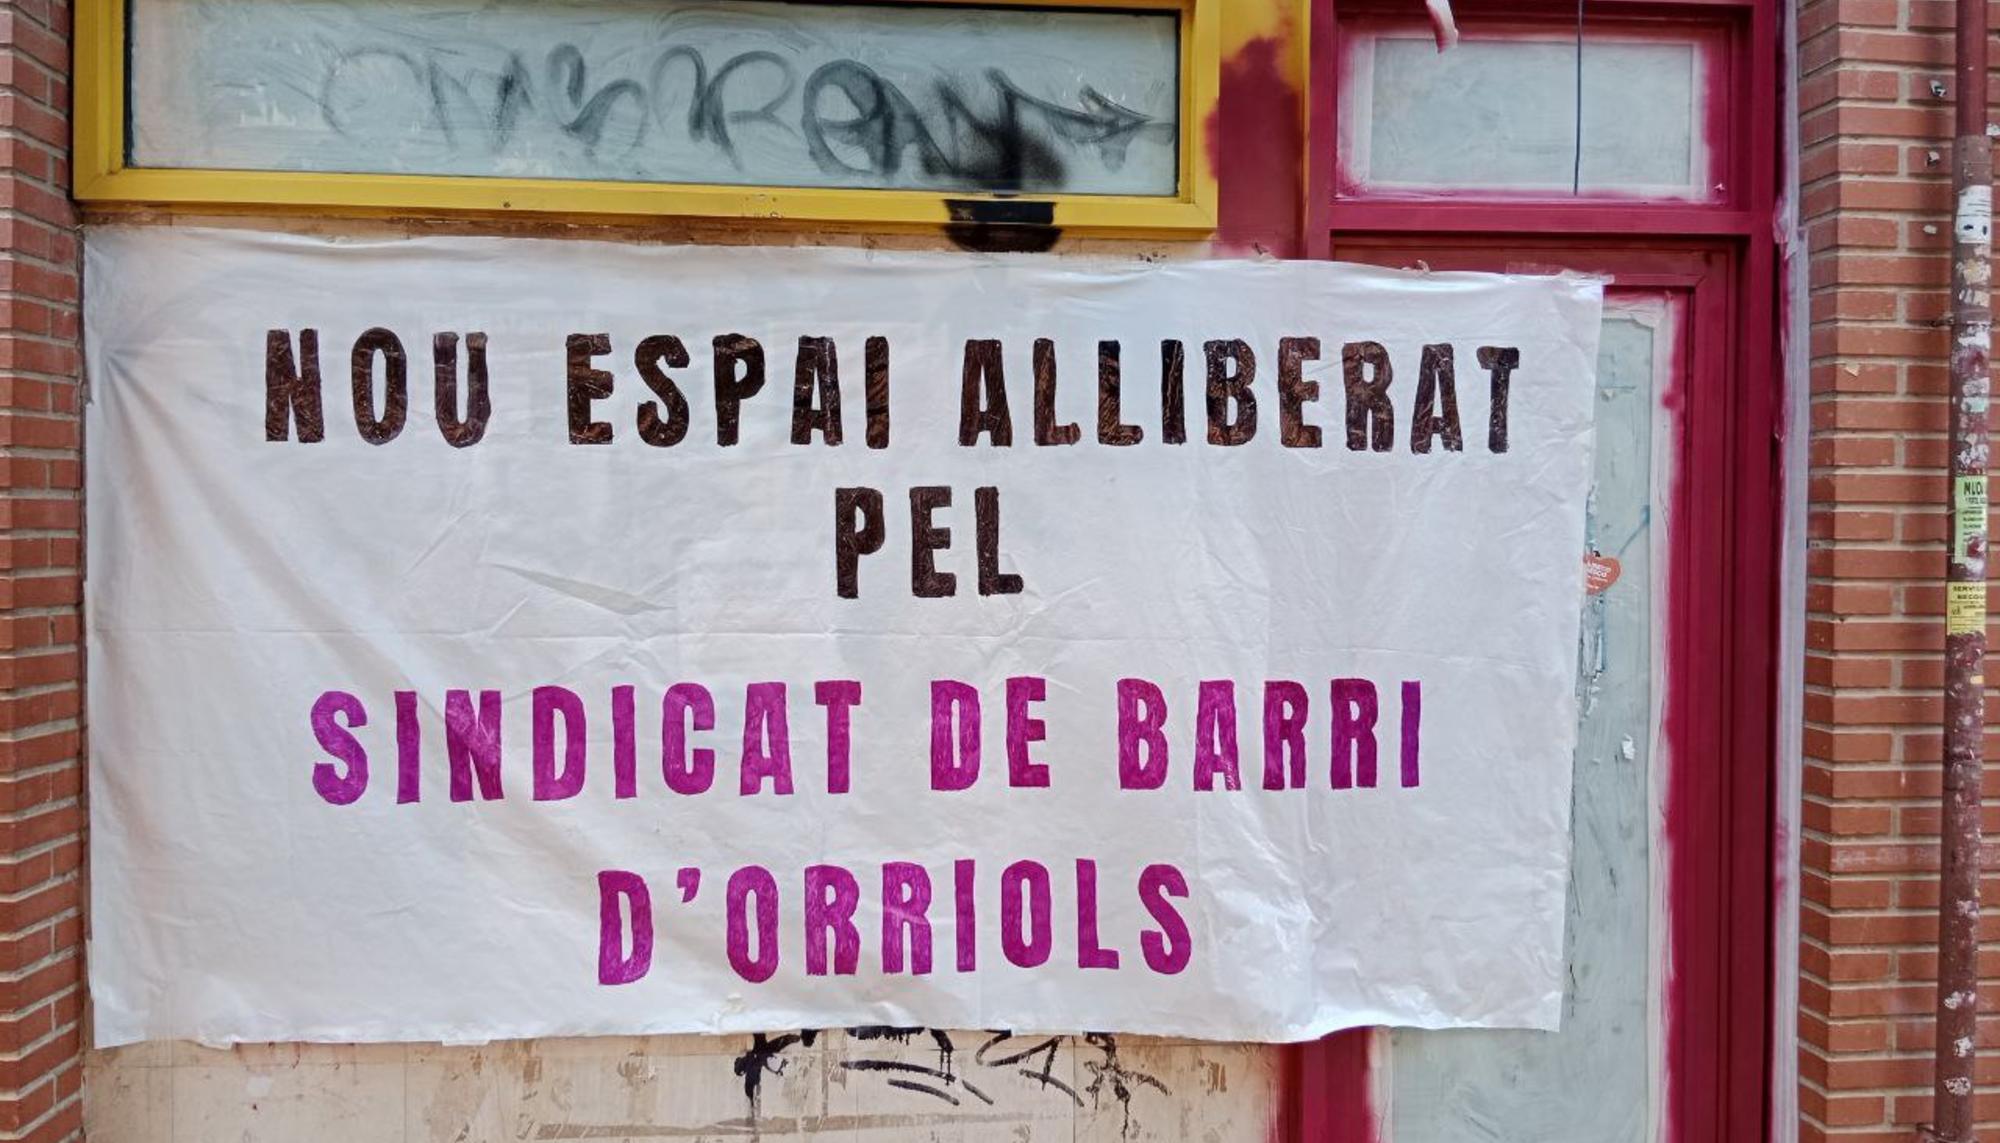 NOU ESPAI ALLIBERAT
PEL
SINDICAT DE BARRI
D'ORRIOLS